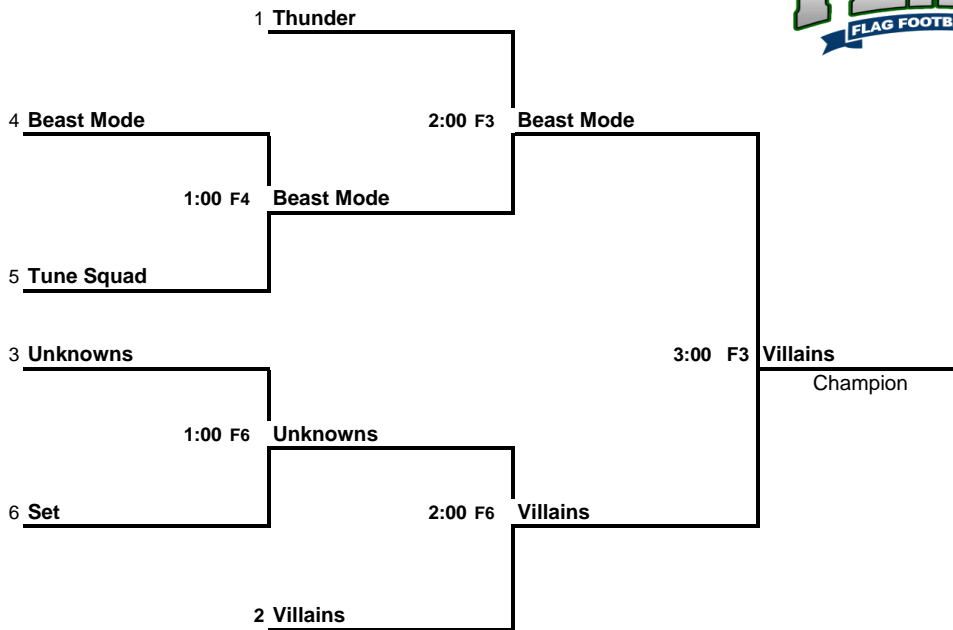 1 Thunder
FLAG FOOTB
4 Beast Mode
2:00 F3 Beast Mode
1:00 F4 Beast Mode
5 Tune Squad
3 Unknowns
3:00 F3 Villains
Champion
1:00 F6 Unknowns
6 Set
2:00 F6 Villains
2 Villains